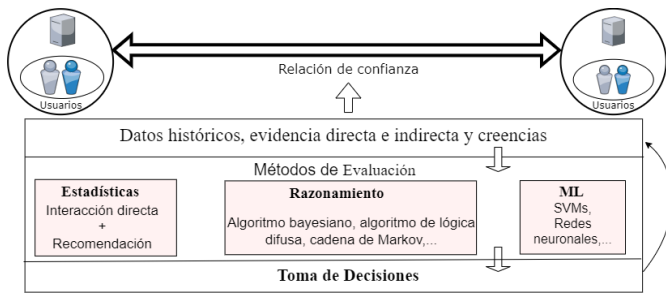 Relación de confianza
Usuarios
Usuarios
Datos históricos, evidencia directa e indirecta y creencias
Métodos de Evaluación
Estadísticas
Interacción directa
+
Recomendación
Razonamiento
Algoritmo bayesiano, algoritmo de lógica
difusa, cadena de Markov,...
ML
SVMs,
Redes
neuronales,...
Toma de Decisiones